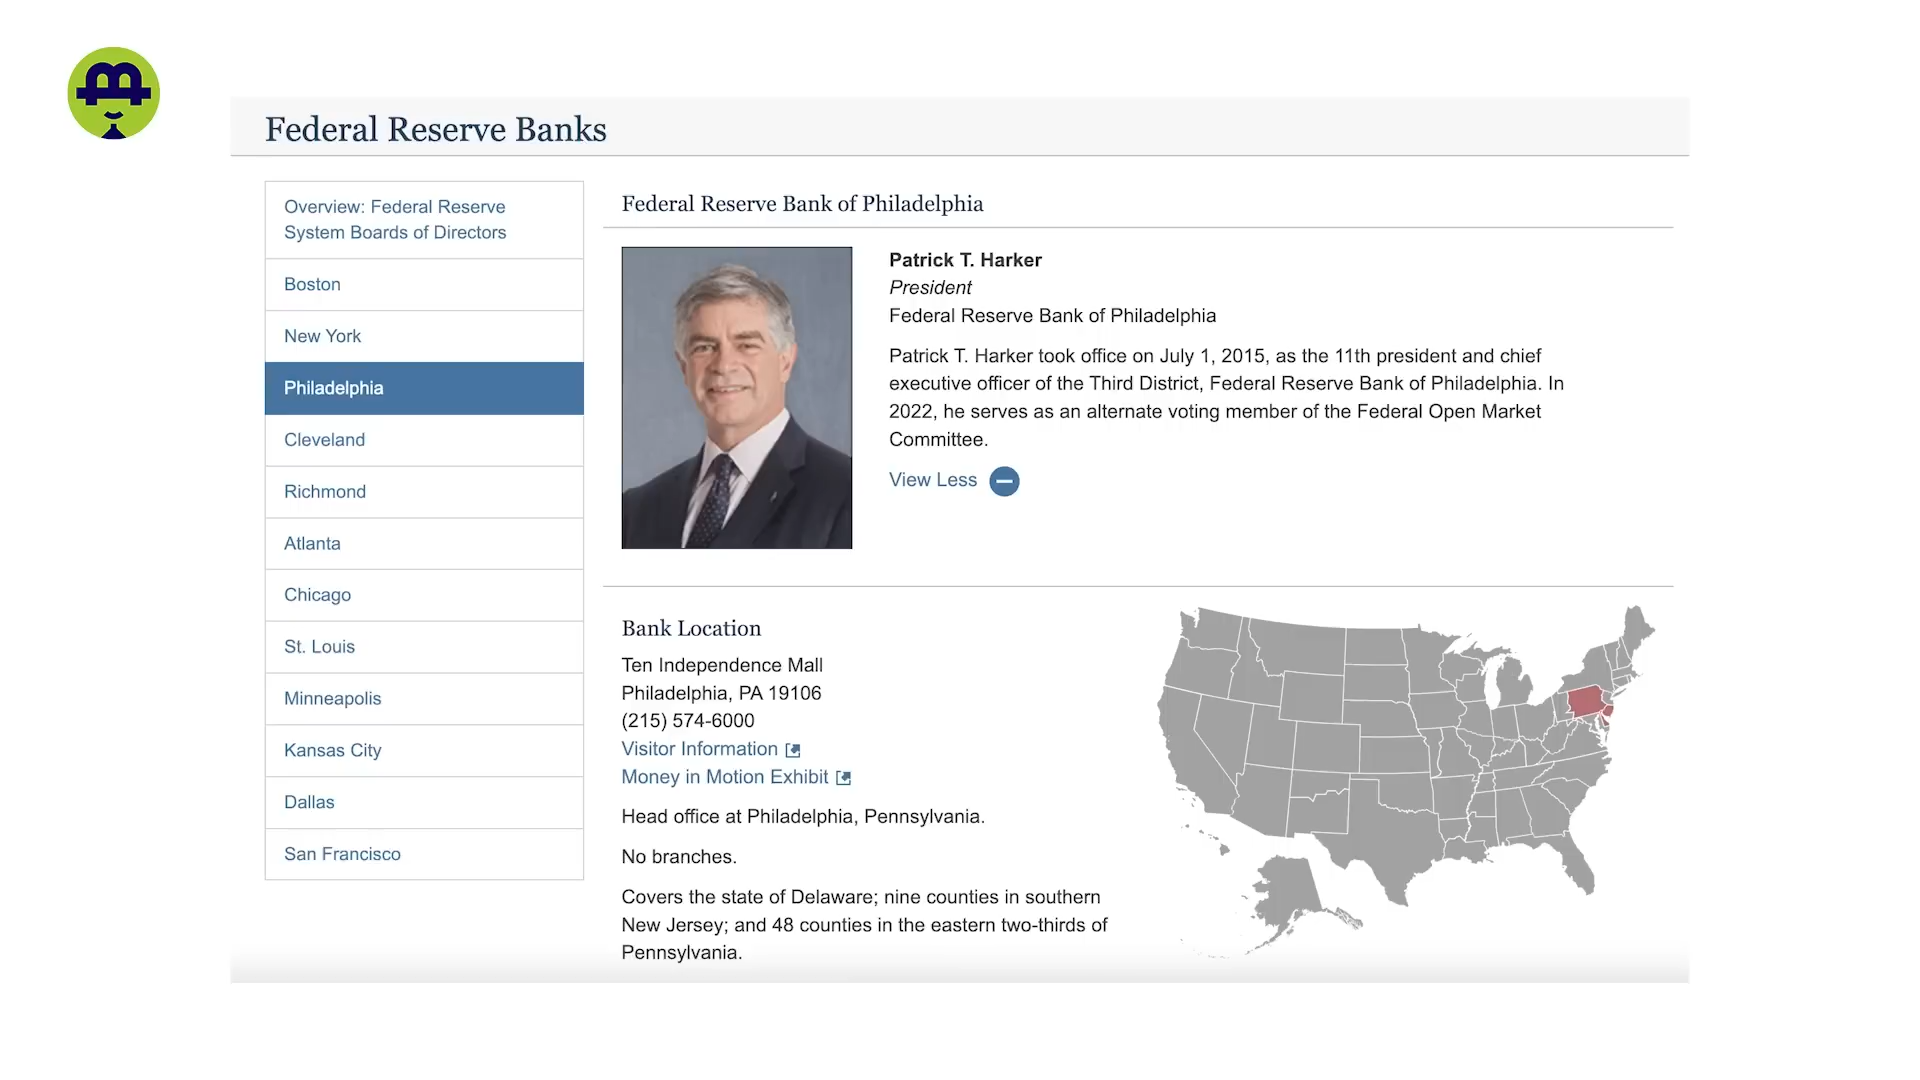 Federal Reserve Banks
Overview: Federal Reserve
System Boards of Directors
Boston
New York
Philadelphia
Cleveland
Richmond
Atlanta
Chicago
St. Louis
Minneapolis
Kansas City
Dallas
San Francisco
Federal Reserve Bank of Philadelphia
Patrick T. Harker
President
Federal Reserve Bank of Philadelphia
Patrick T. Harker took office on July 1, 2015, as the 11th president and chief
executive officer of the Third District, Federal Reserve Bank of Philadelphia. In
2022, he serves as an alternate voting member of the Federal Open Market
Committee.
View Less
Bank Location
Ten Independence Mall
Philadelphia, PA 19106
(215) 574-6000
Visitor Information
Money in Motion Exhibit
Head office at Philadelphia, Pennsylvania.
No branches.
Covers the state of Delaware; nine counties in southern
New Jersey; and 48 counties in the eastern two-thirds of
Pennsylvania.